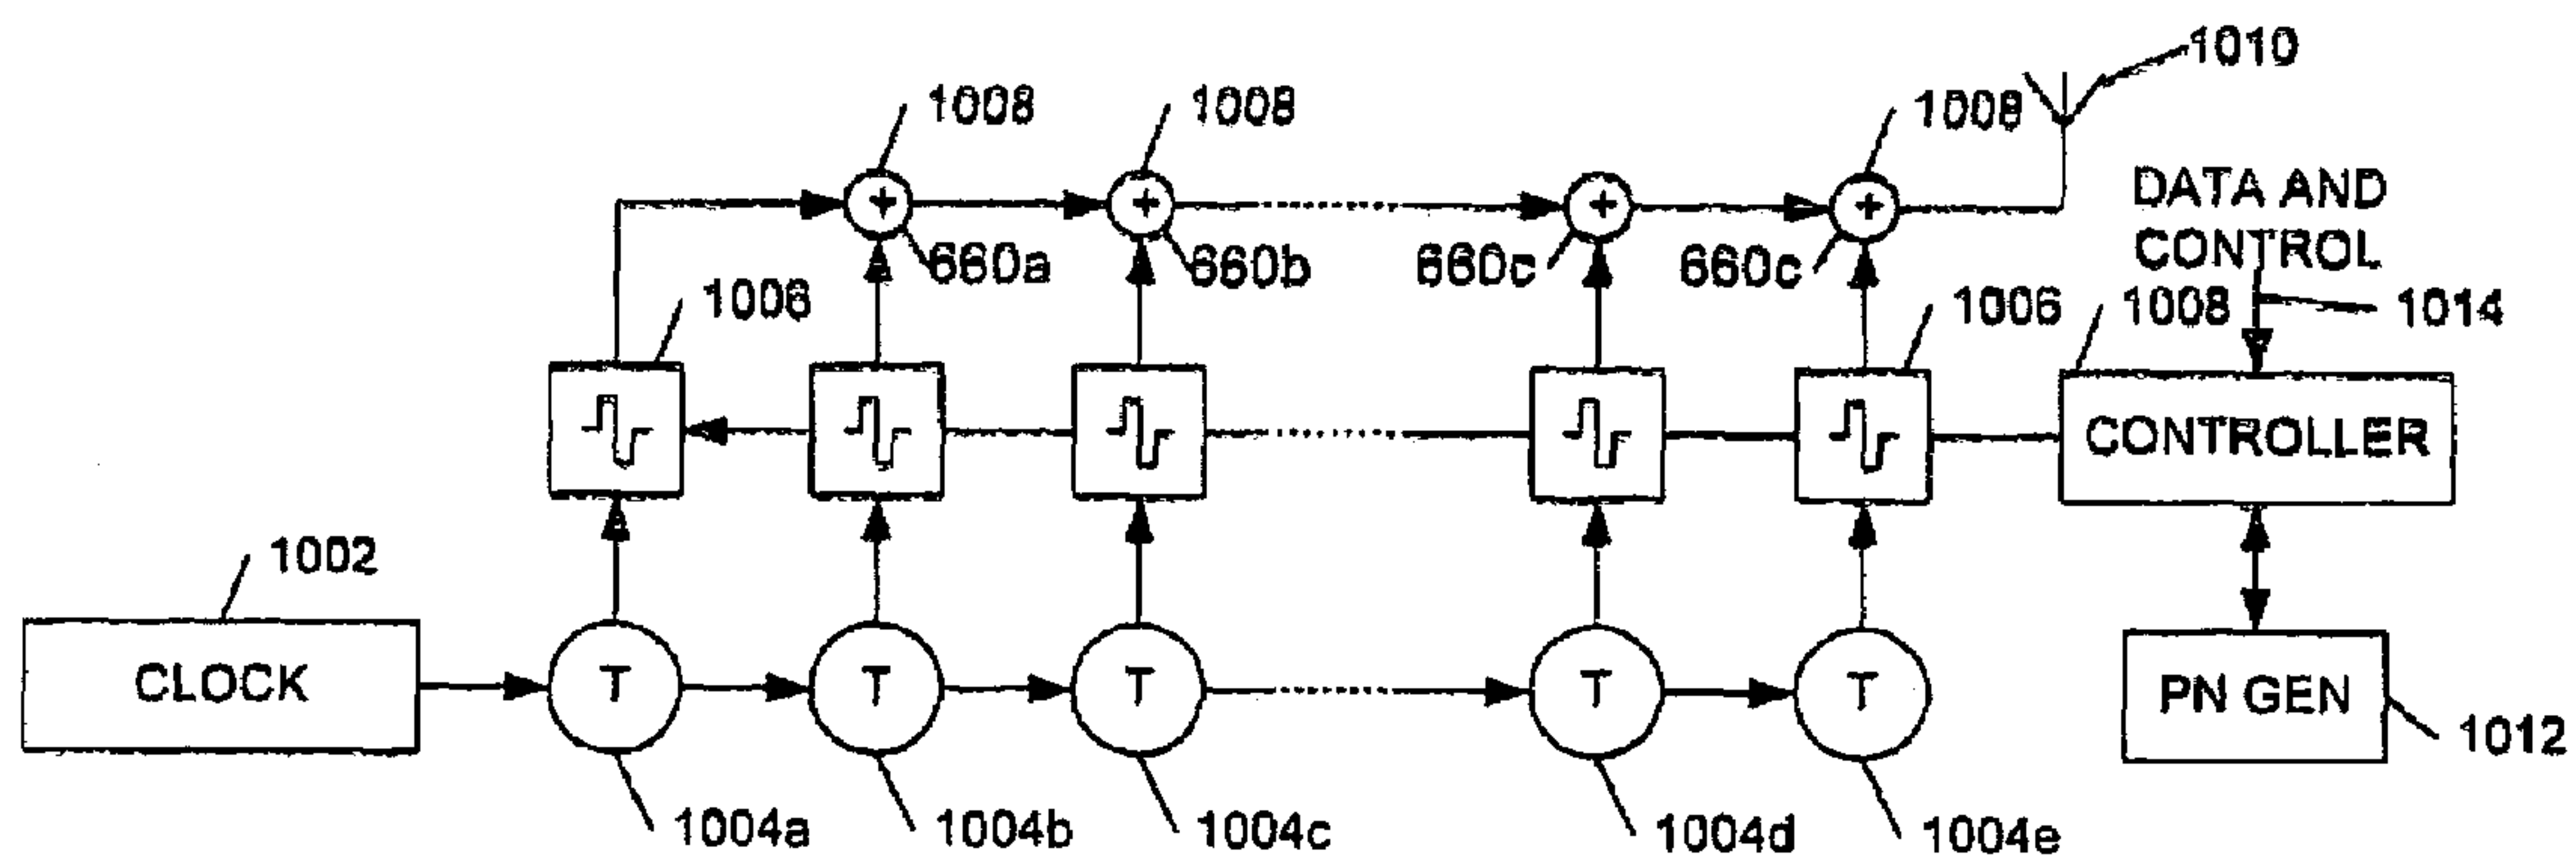 1010
1008
1008
1008
+
+
+
+
DATA AND
CONTROL
660a
660b
660c
660c
1006
1006
1008
1014
CONTROLLER
1002
CLOCK
T
T
T
T
T
PN GEN
1012
1004a
1004b
1004c
1004d
1004e